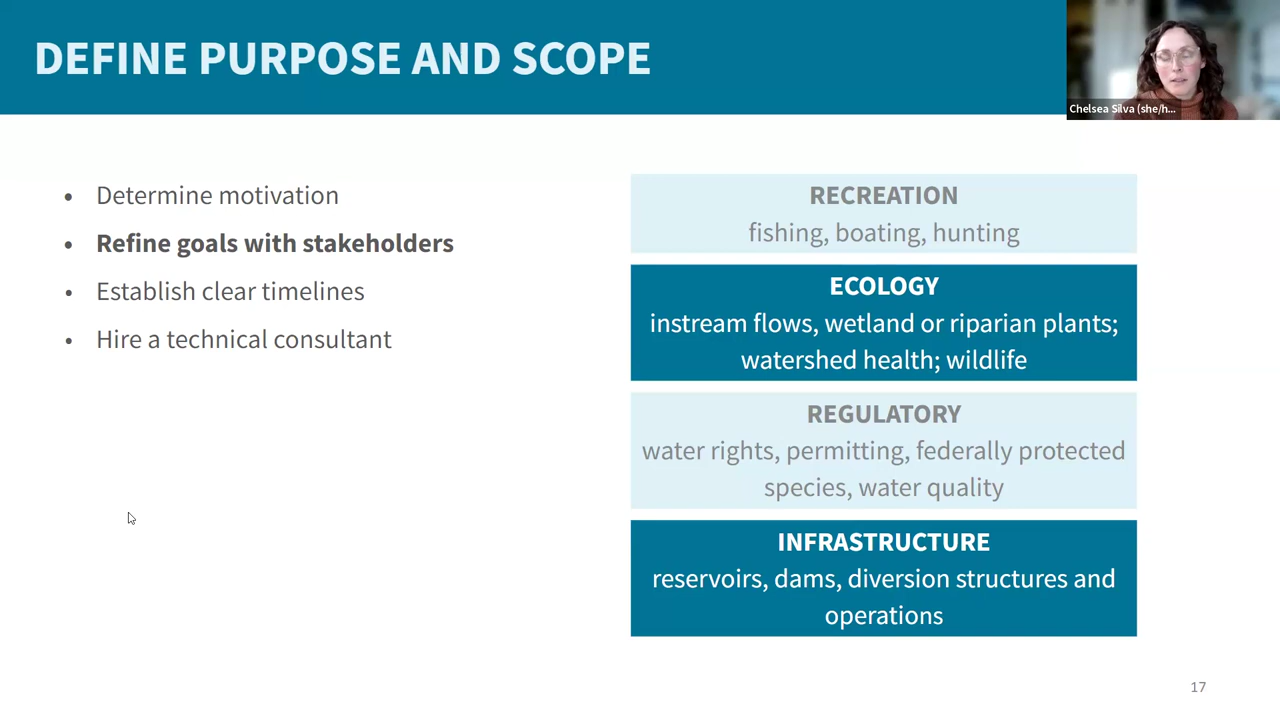 DEFINE PURPOSE AND SCOPE
Chelsea Silva (she/h...
• Determine motivation
• Refine goals with stakeholders
• Establish clear timelines
• Hire a technical consultant
RECREATION
fishing, boating, hunting
ECOLOGY
instream flows, wetland or riparian plants;
watershed health; wildlife
REGULATORY
water rights, permitting, federally protected
species, water quality
INFRASTRUCTURE
reservoirs, dams, diversion structures and
operations
17